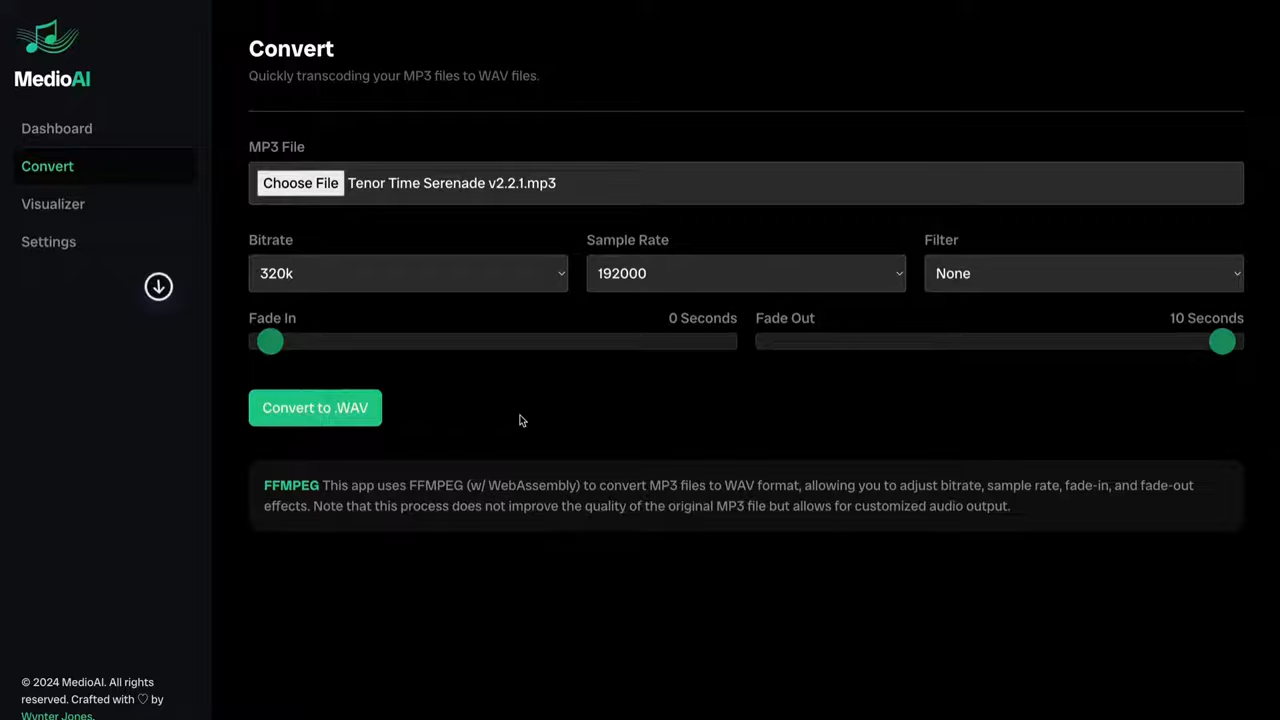 MedioAI
Dashboard
Convert
Visualizer
Settings
© 2024 MedioAI. All rights
reserved. Crafted with ♡ by
Wynter Jones.
Convert
Quickly transcoding your MP3 files to WAV files.
MP3 File
Choose File Tenor Time Serenade v2.2.1.mp3
Bitrate Sample Rate Filter
320k 192000 None
Fade In 0 Seconds Fade Out 10 Seconds
Convert to .WAV
FFMPEG This app uses FFMPEG (w/ WebAssembly) to convert MP3 files to WAV format, allowing you to adjust bitrate, sample rate, fade-in, and fade-out
effects. Note that this process does not improve the quality of the original MP3 file but allows for customized audio output.